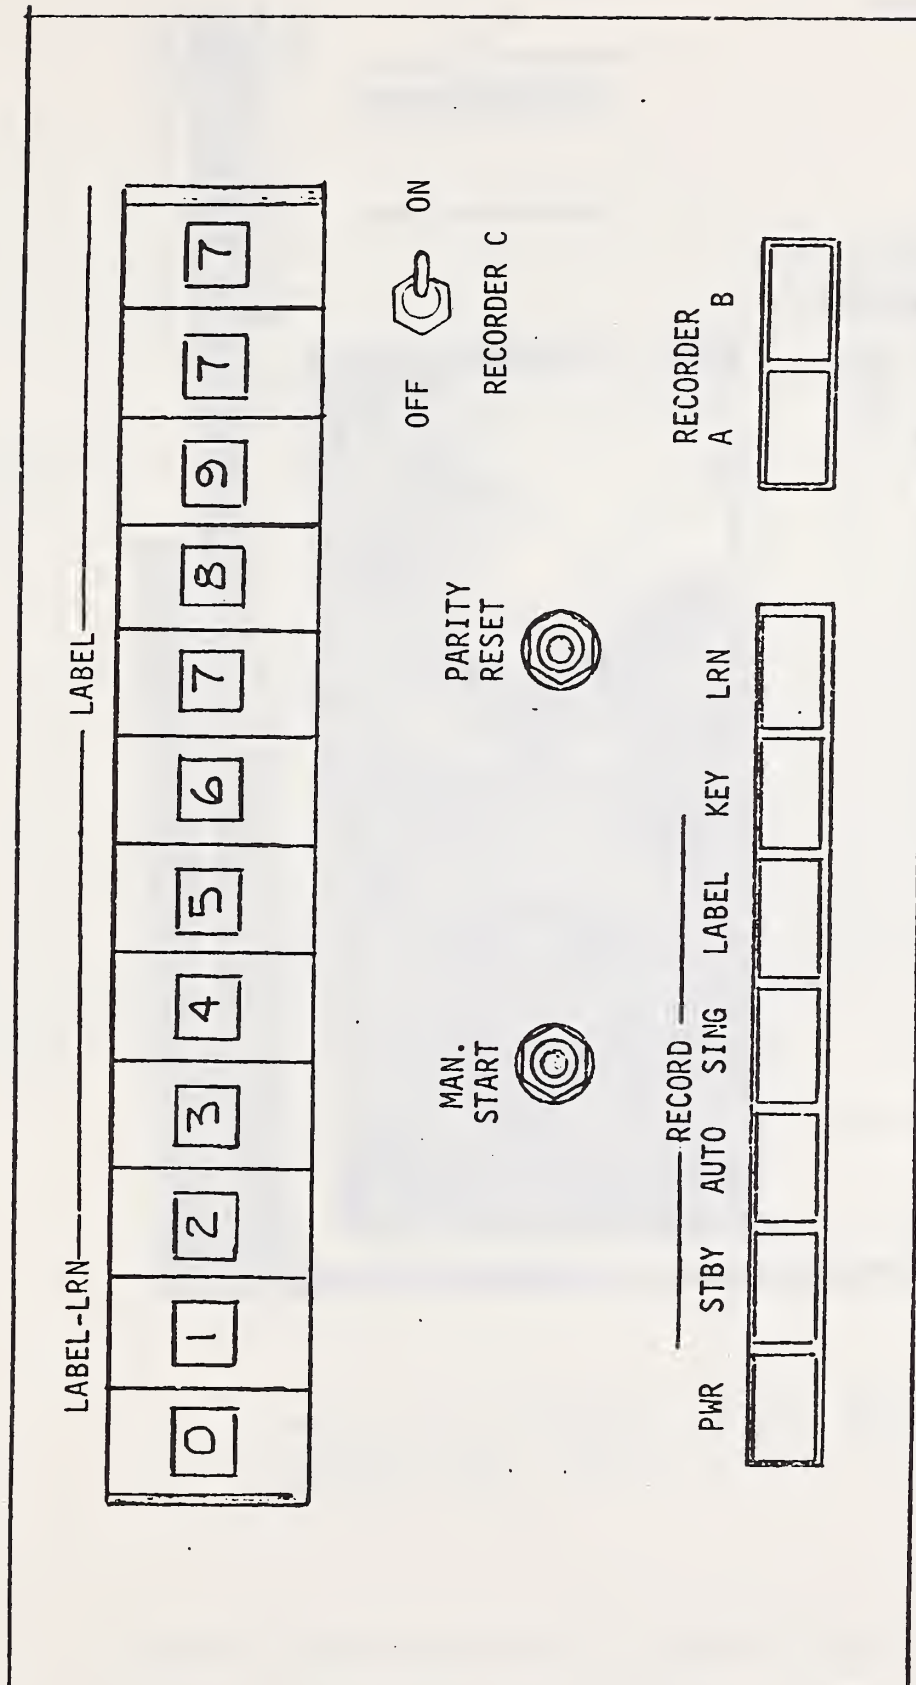 LABEL-LRN LABEL
0 1 2 3 4 5 6 7 8 9 7 7
OFF ON
RECORDER C
MAN.
START
PARITY
RESET
RECORD
PWR STBY AUTO SING LABEL KEY LRN
RECORDER
A B